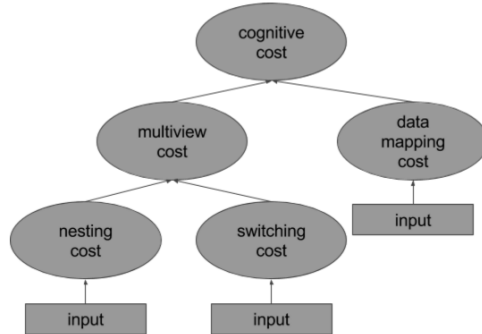 cognitive
cost
multiview
cost
data
mapping
cost
nesting
cost
switching
cost
input
input
input